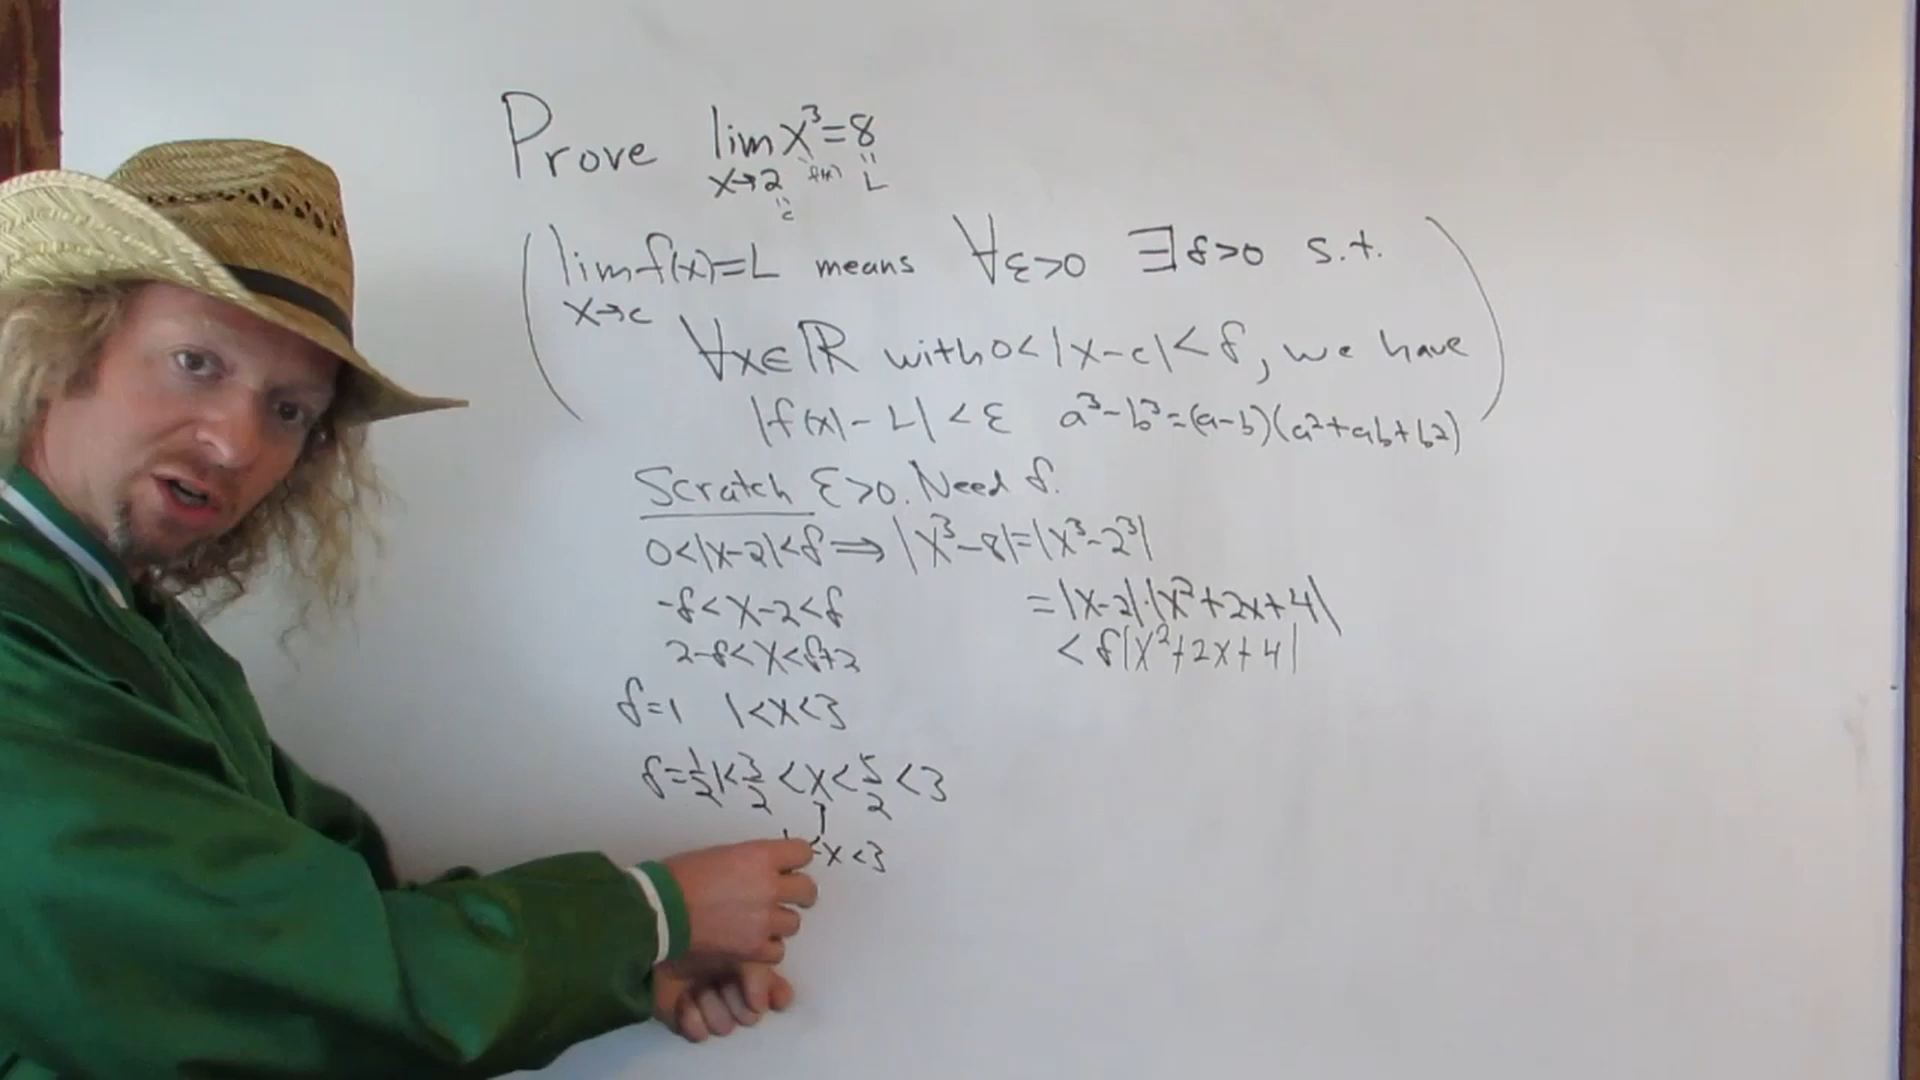 Prove lim x³ = 8
x→2 f(x) L
c
lim f(x) = L means ∀ε>0 ∃δ>0 s.t.
x→c
∀x∈ℝ with 0<|x-c|<δ, we have
|f(x)-L|<ε a³-b³=(a-b)(a²+ab+b²)
Scratch ε>0. Need δ.
0<|x-2|<δ ⟹ |x³-8|=|x³-2³|
-δ<x-2<δ =|x-2|·|x²+2x+4|
2-δ<x<δ+2 <δ|x²+2x+4|
δ=1 1<x<3
δ=1/2 1<3/2<x<5/2<3
<x<3